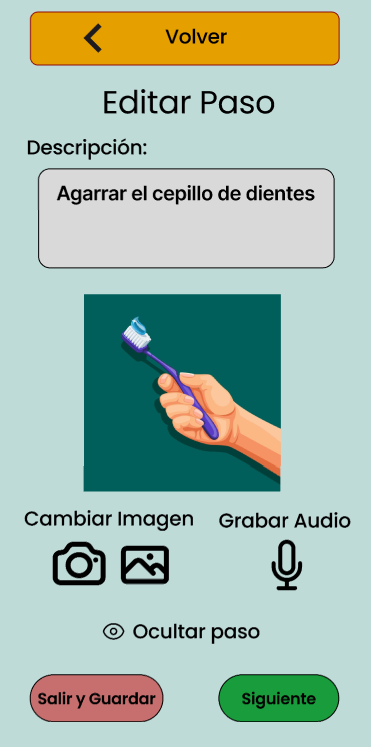 Volver
Editar Paso
Descripción:
Agarrar el cepillo de dientes
Cambiar Imagen
Grabar Audio
Ocultar paso
Salir y Guardar
Siguiente